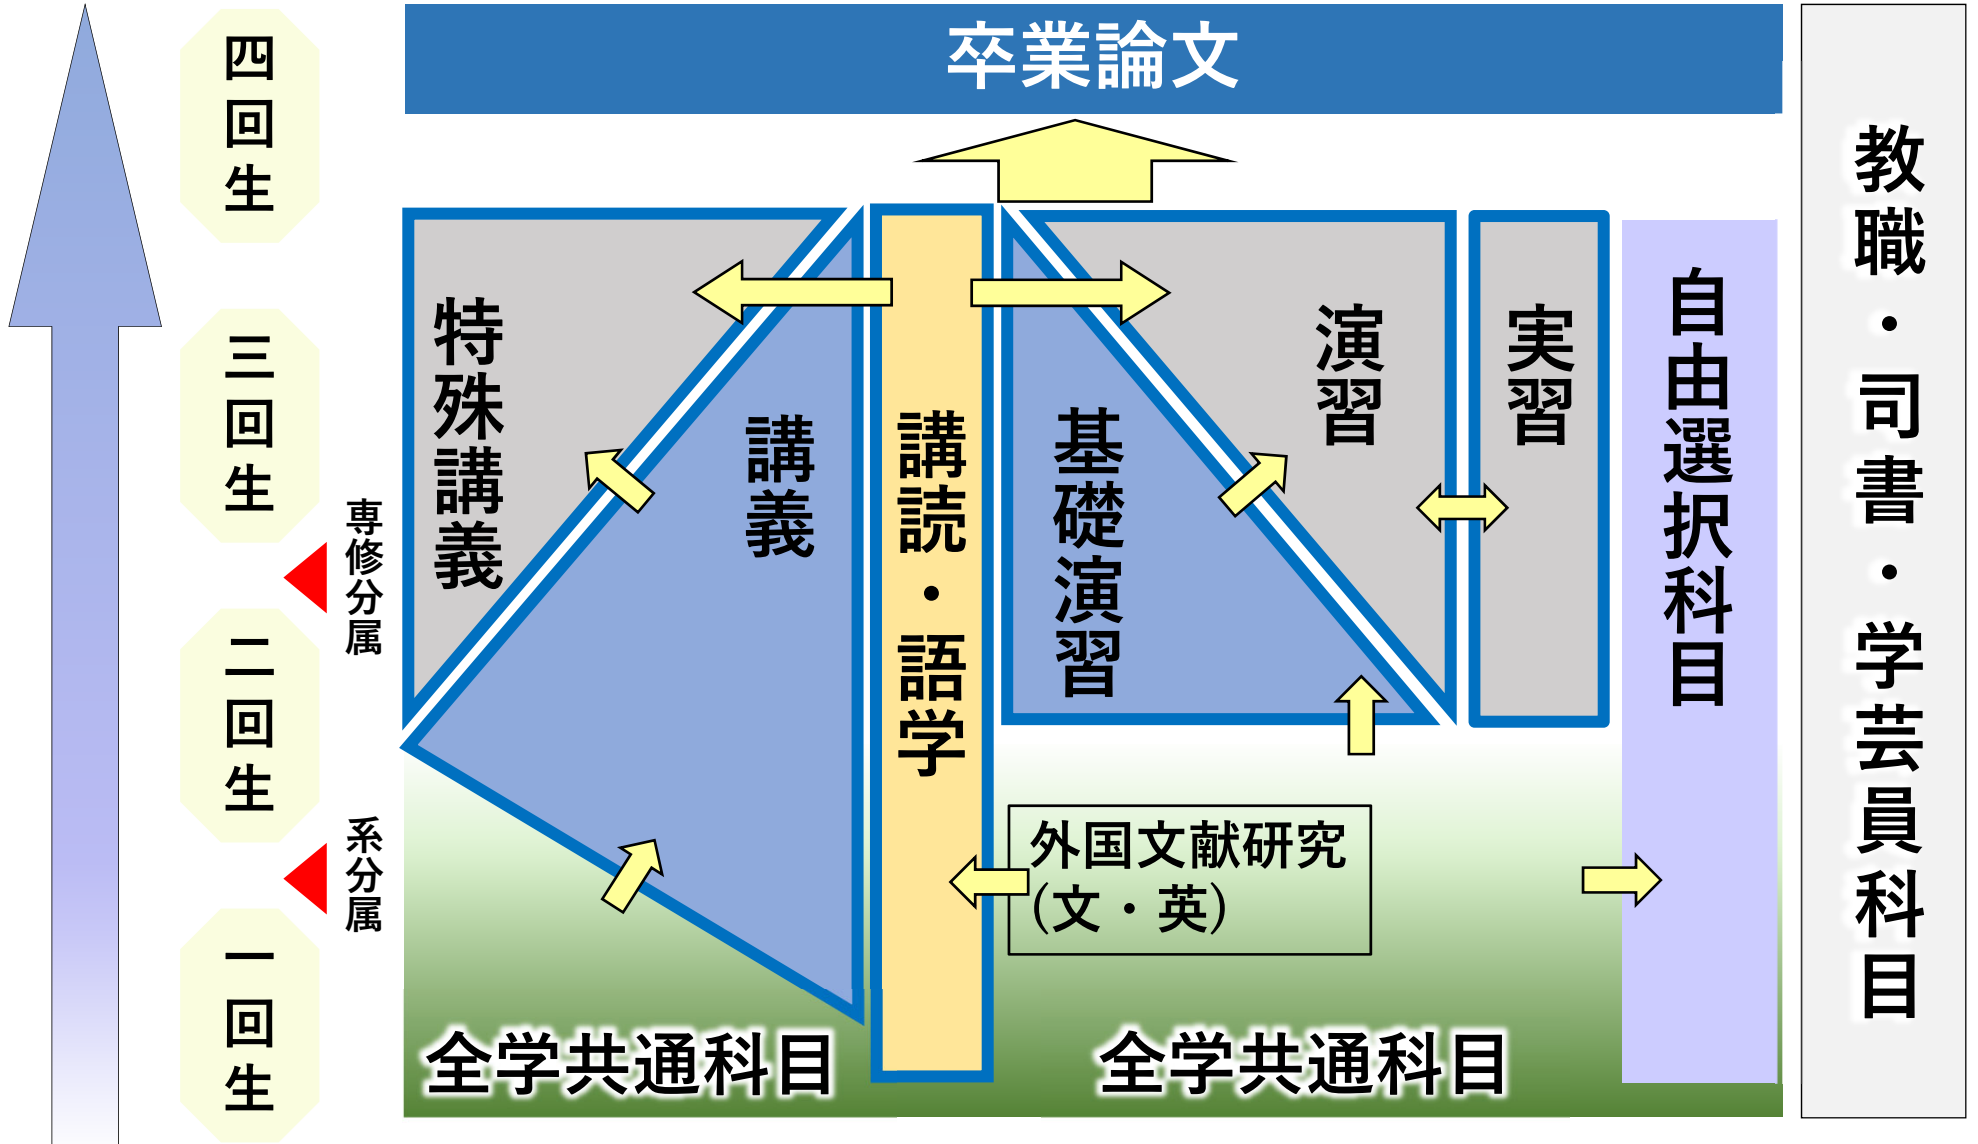 卒業論文
四回生
三回生
専修分属
二回生
系分属
一回生
特殊講義
講義
講読・語学
基礎演習
演習
実習
自由選択科目
教職・司書・学芸員科目
外国文献研究
(文・英)
全学共通科目
全学共通科目